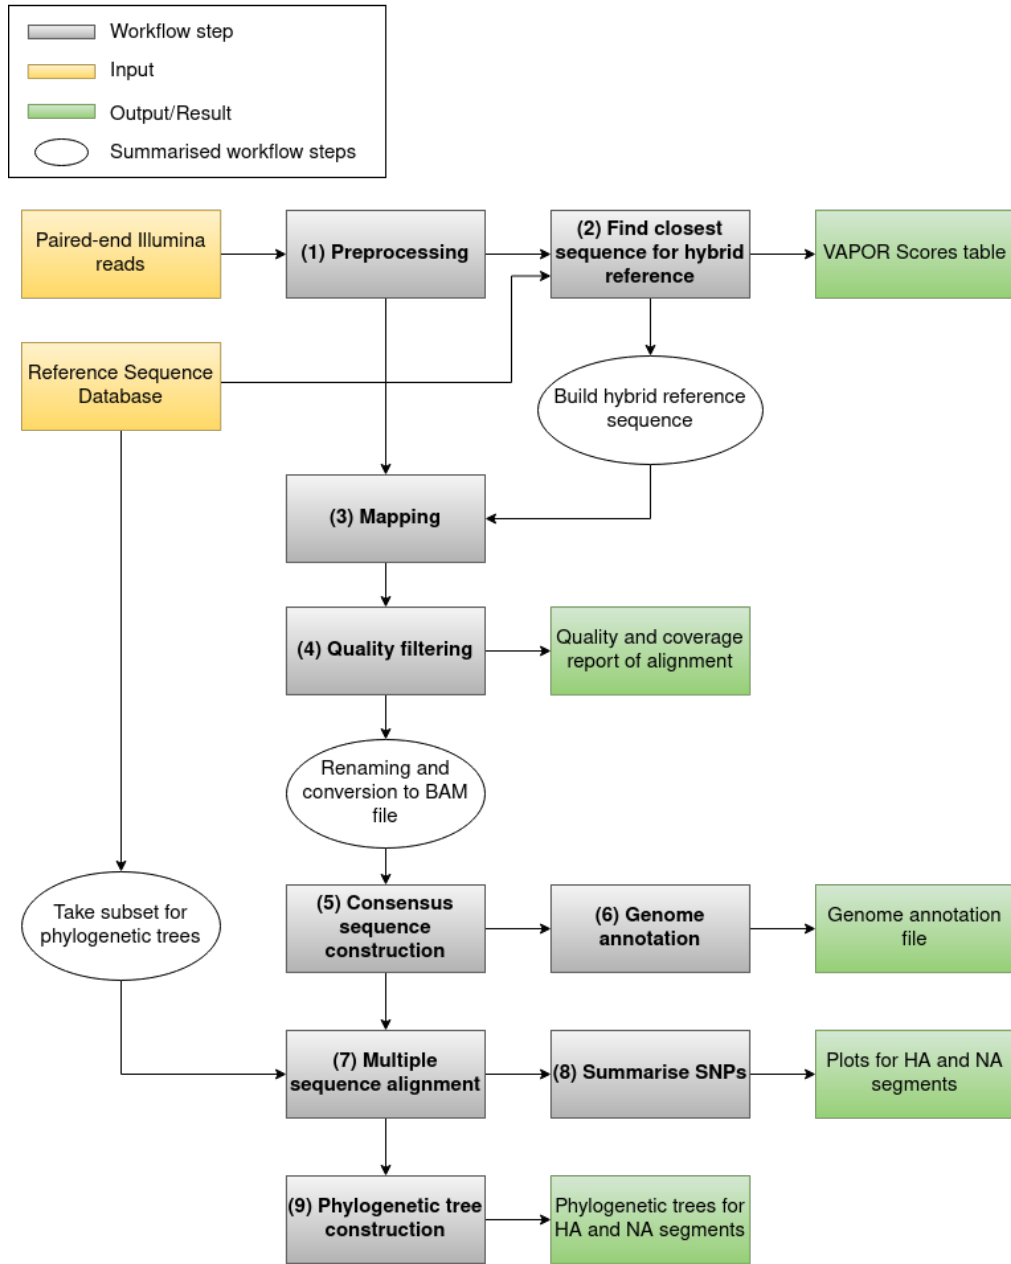 Workflow step
Input
Output/Result
Summarised workflow steps
Paired-end Illumina
reads
(1) Preprocessing
(2) Find closest
sequence for hybrid
reference
VAPOR Scores table
Reference Sequence
Database
Build hybrid reference
sequence
(3) Mapping
(4) Quality filtering
Quality and coverage
report of alignment
Renaming and
conversion to BAM
file
Take subset for
phylogenetic trees
(5) Consensus
sequence
construction
(6) Genome
annotation
Genome annotation
file
(7) Multiple
sequence alignment
(8) Summarise SNPs
Plots for HA and NA
segments
(9) Phylogenetic tree
construction
Phylogenetic trees for
HA and NA segments